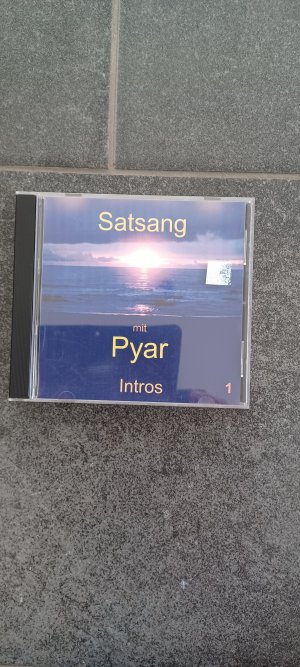 Satsang
mit
Pyar
Intros 1